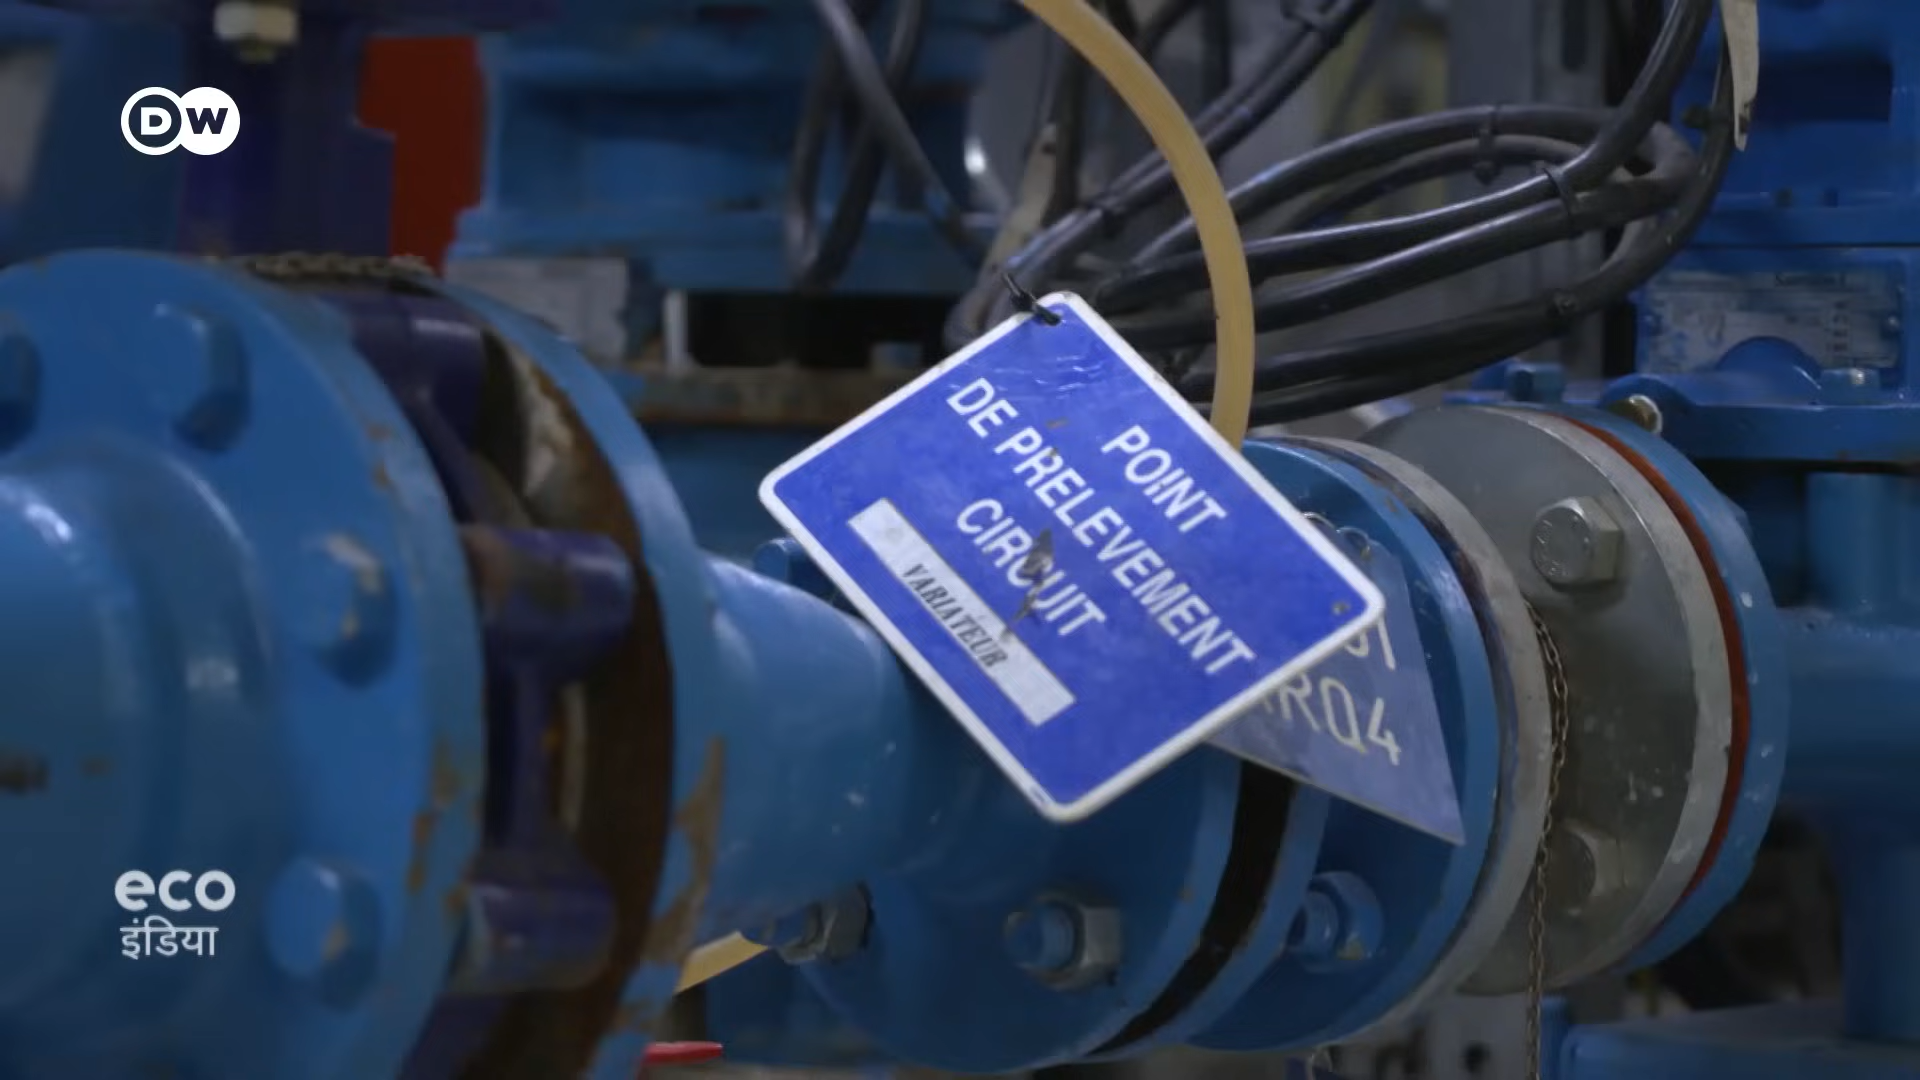 DW
POINT
DE PRELEVEMENT
CIRCUIT
VARIATEUR
RQ4
eco
इंडिया